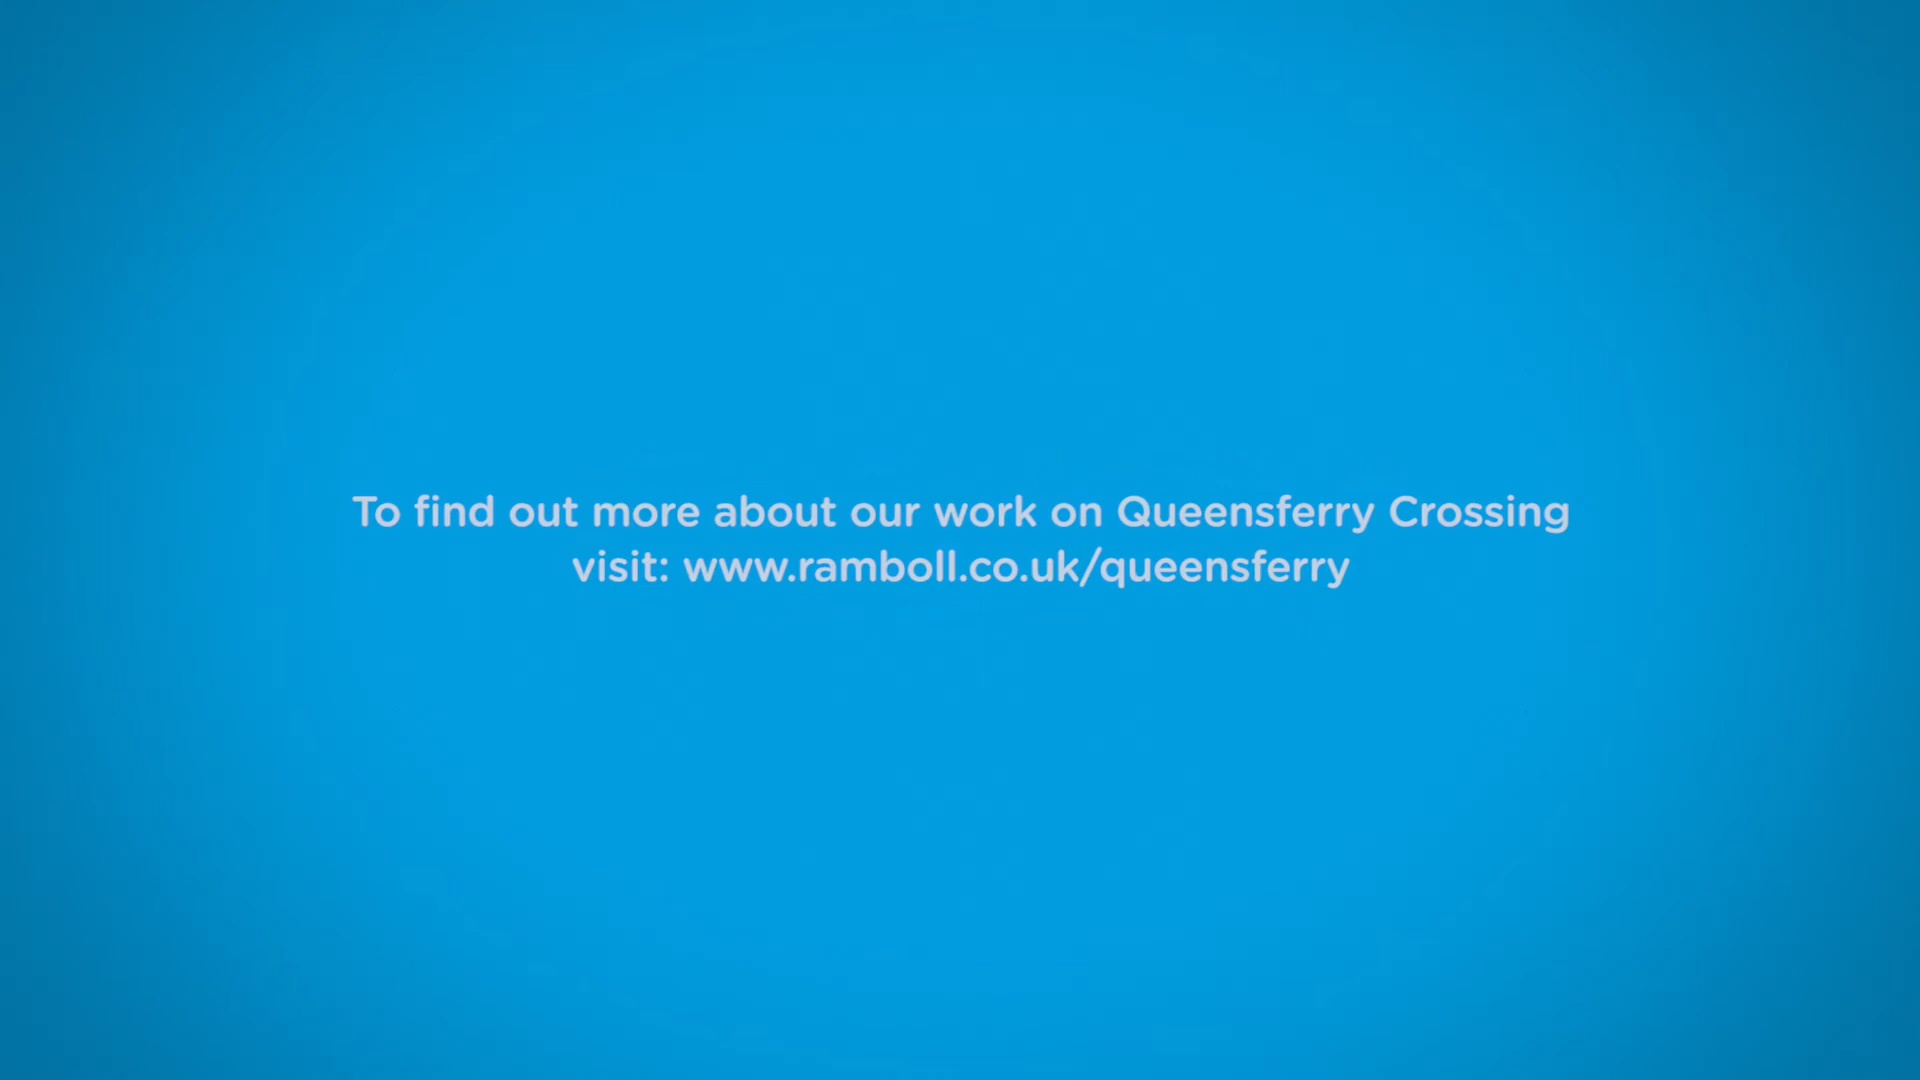 To find out more about our work on Queensferry Crossing
visit: www.ramboll.co.uk/queensferry